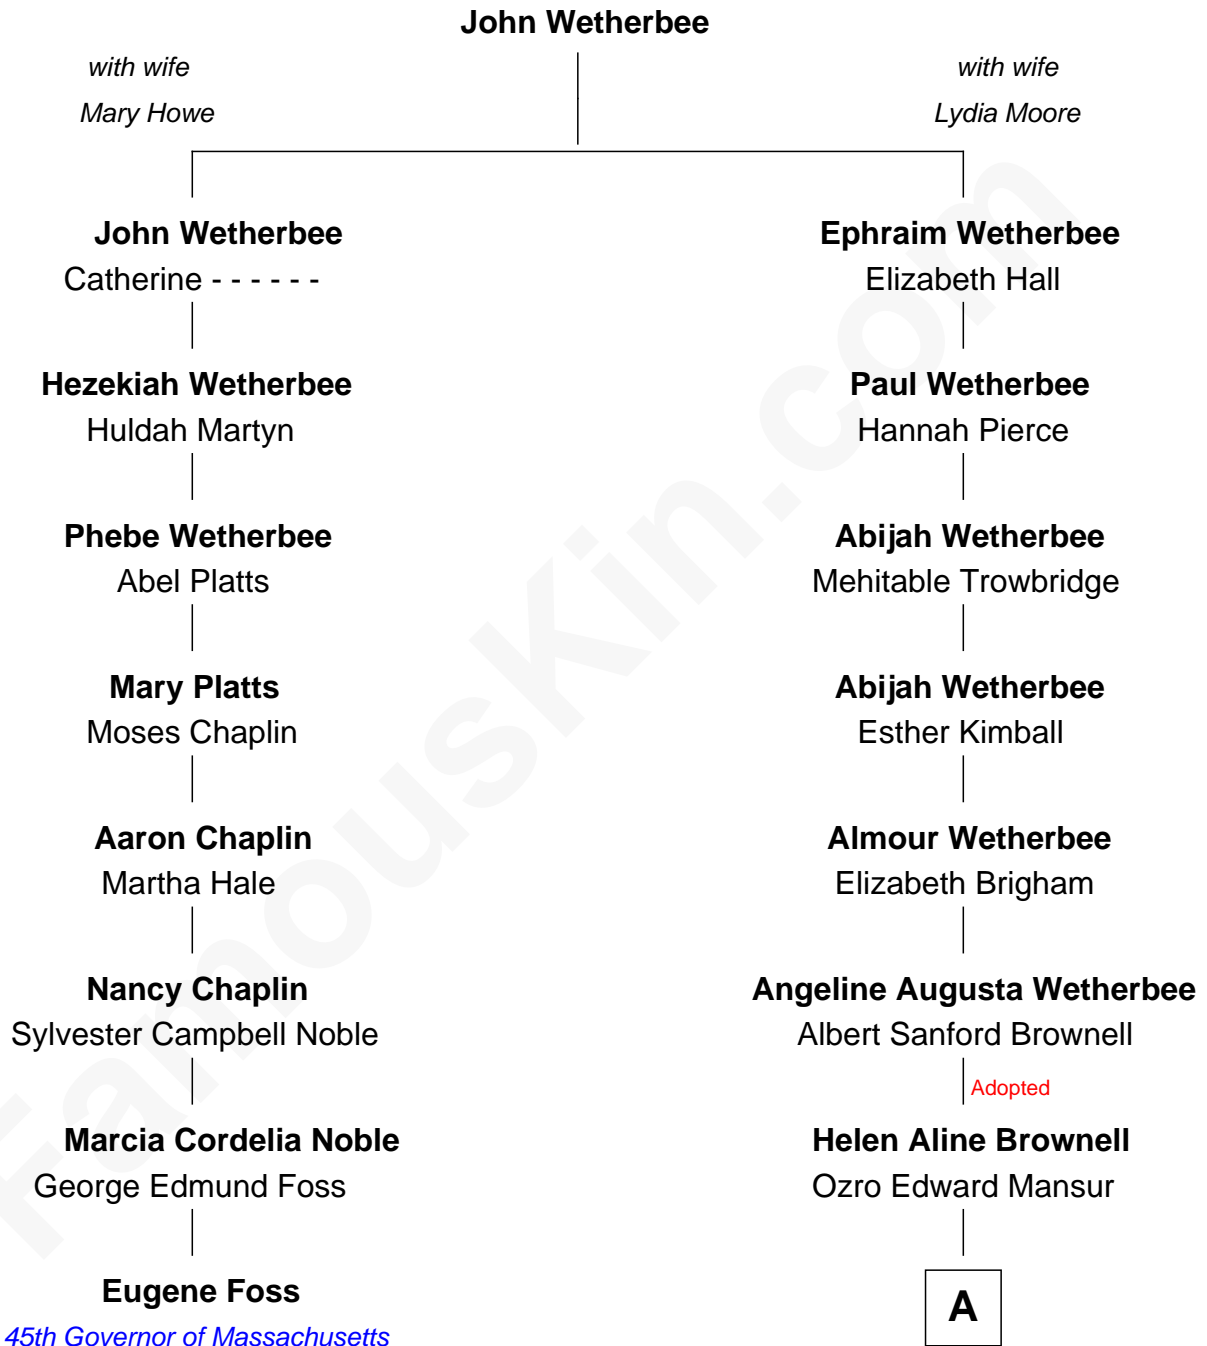 John Wetherbee
with wife
Mary Howe
with wife
Lydia Moore
John Wetherbee
Catherine - - - - - -
Ephraim Wetherbee
Elizabeth Hall
Hezekiah Wetherbee
Huldah Martyn
Paul Wetherbee
Hannah Pierce
Phebe Wetherbee
Abel Platts
Abijah Wetherbee
Mehitable Trowbridge
Mary Platts
Moses Chaplin
Abijah Wetherbee
Esther Kimball
Aaron Chaplin
Martha Hale
Almour Wetherbee
Elizabeth Brigham
Nancy Chaplin
Sylvester Campbell Noble
Angeline Augusta Wetherbee
Albert Sanford Brownell
Adopted
Marcia Cordelia Noble
George Edmund Foss
Helen Aline Brownell
Ozro Edward Mansur
Eugene Foss
45th Governor of Massachusetts
A
FamousKin.com